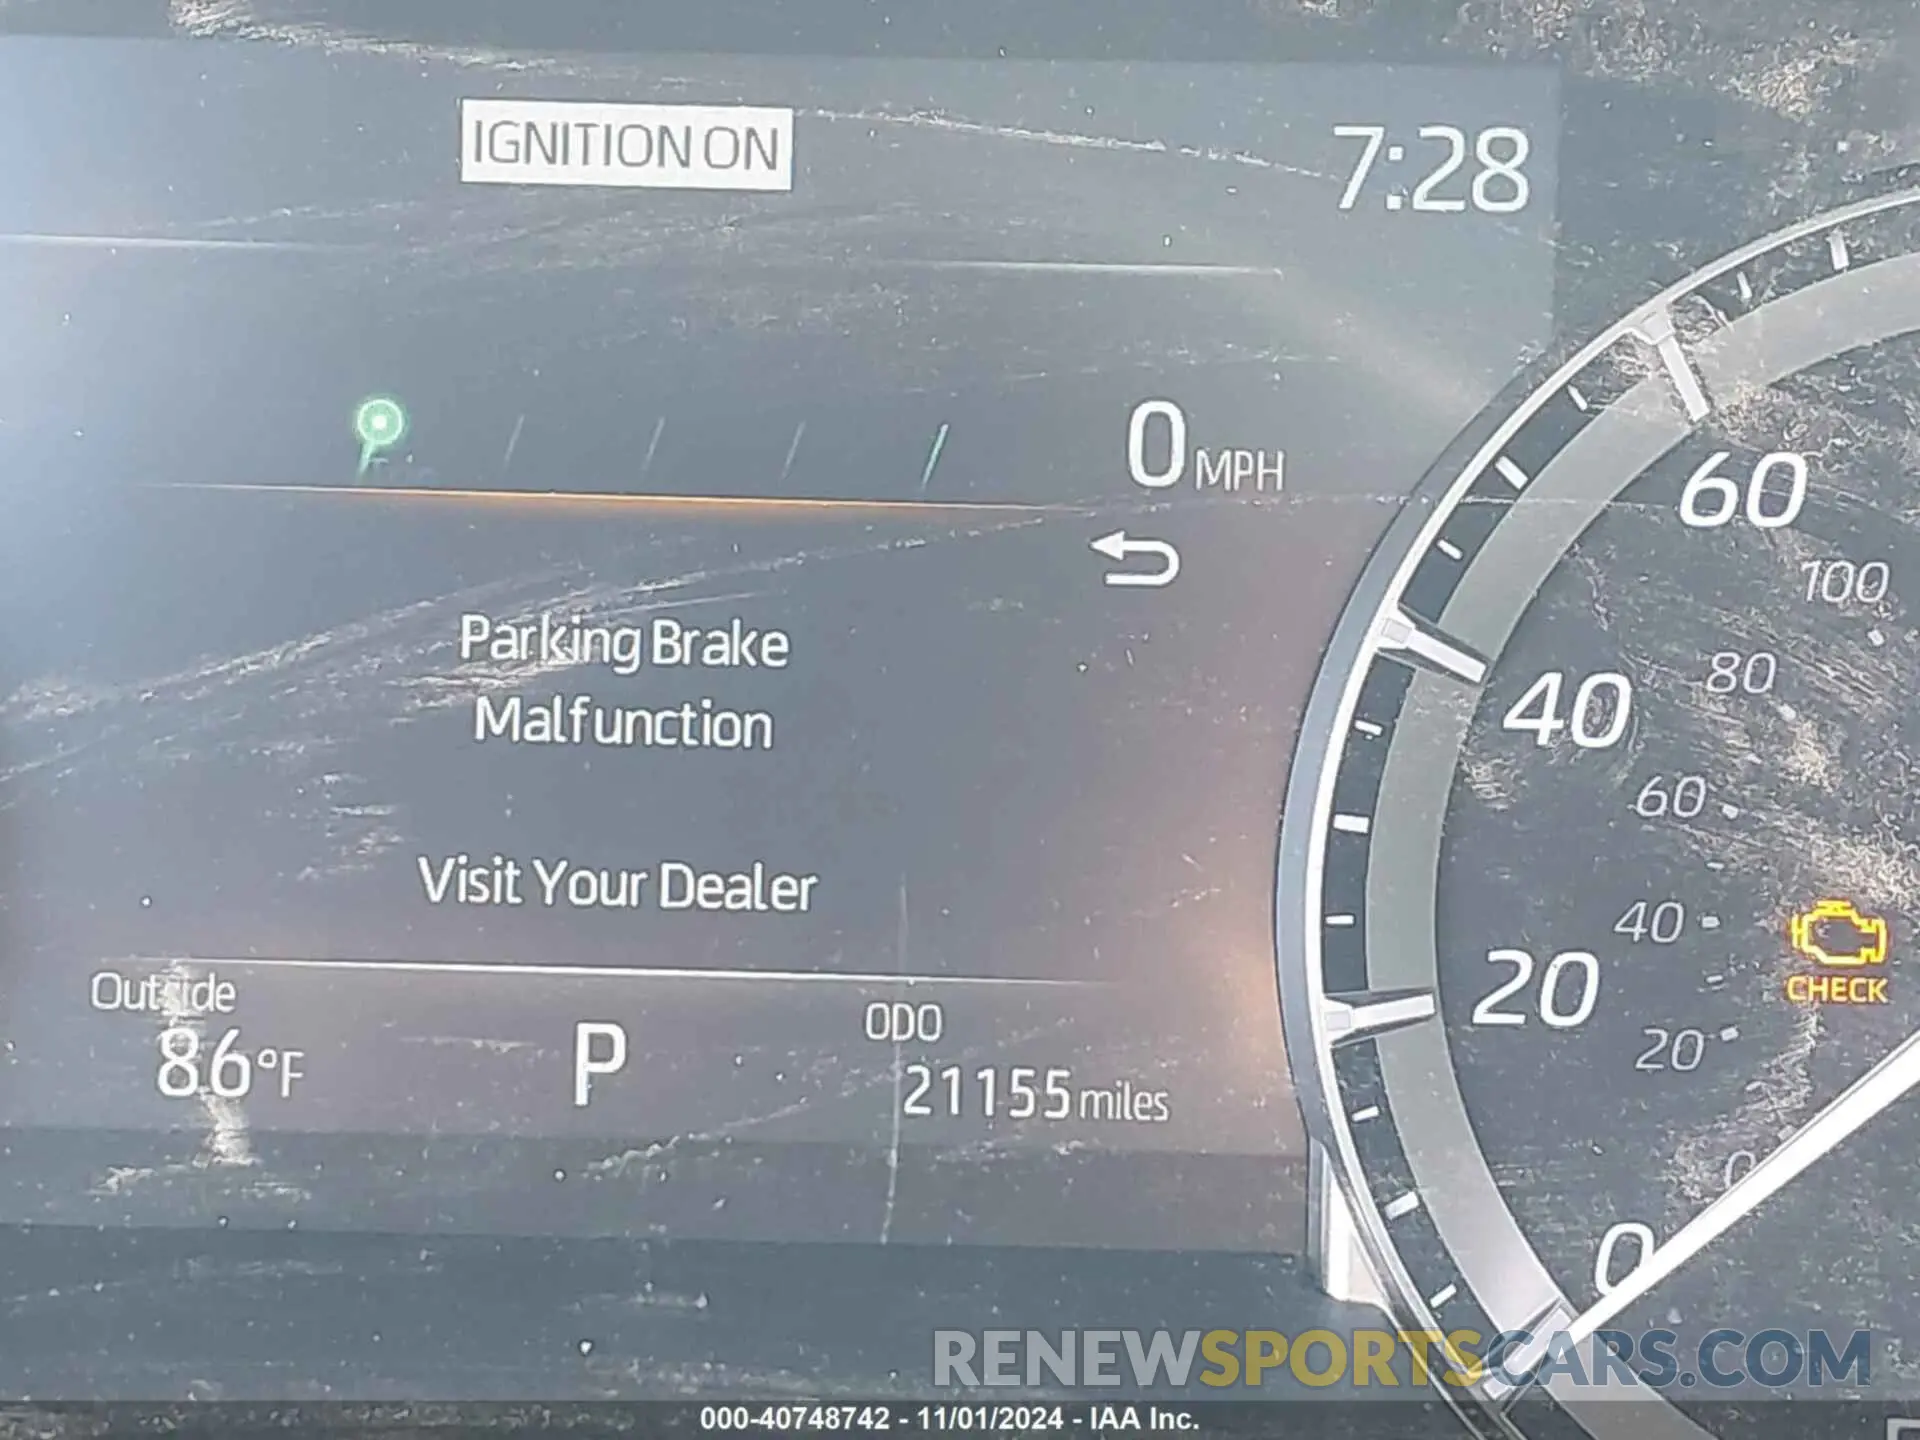 IGNITION ON
7:28
0 MPH
Parking Brake
Malfunction
Visit Your Dealer
Outside
86°F
P
ODO
21155 miles
60
100
40
80
60
20
40
CHECK
20
0
0
RENEWSPORTSCARS.COM
000-40748742 - 11/01/2024 - IAA Inc.